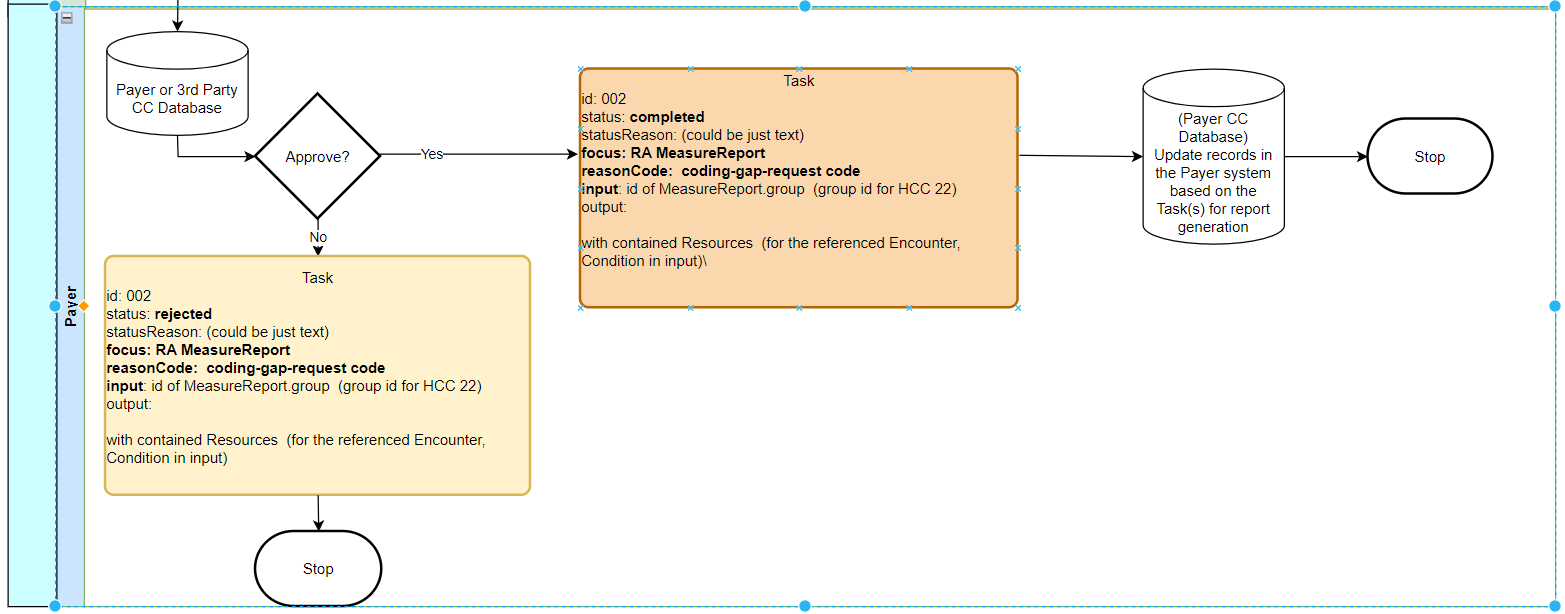 Payer
Payer or 3rd Party
CC Database
Approve?
Yes
No
Task
id: 002
status: completed
statusReason: (could be just text)
focus: RA MeasureReport
reasonCode:  coding-gap-request code
input: id of MeasureReport.group  (group id for HCC 22)
output:
with contained Resources  (for the referenced Encounter,
Condition in input)\
(Payer CC
Database)
Update records in
the Payer system
based on the
Task(s) for report
generation
Stop
Task
id: 002
status: rejected
statusReason: (could be just text)
focus: RA MeasureReport
reasonCode:  coding-gap-request code
input: id of MeasureReport.group  (group id for HCC 22)
output:
with contained Resources  (for the referenced Encounter,
Condition in input)
Stop